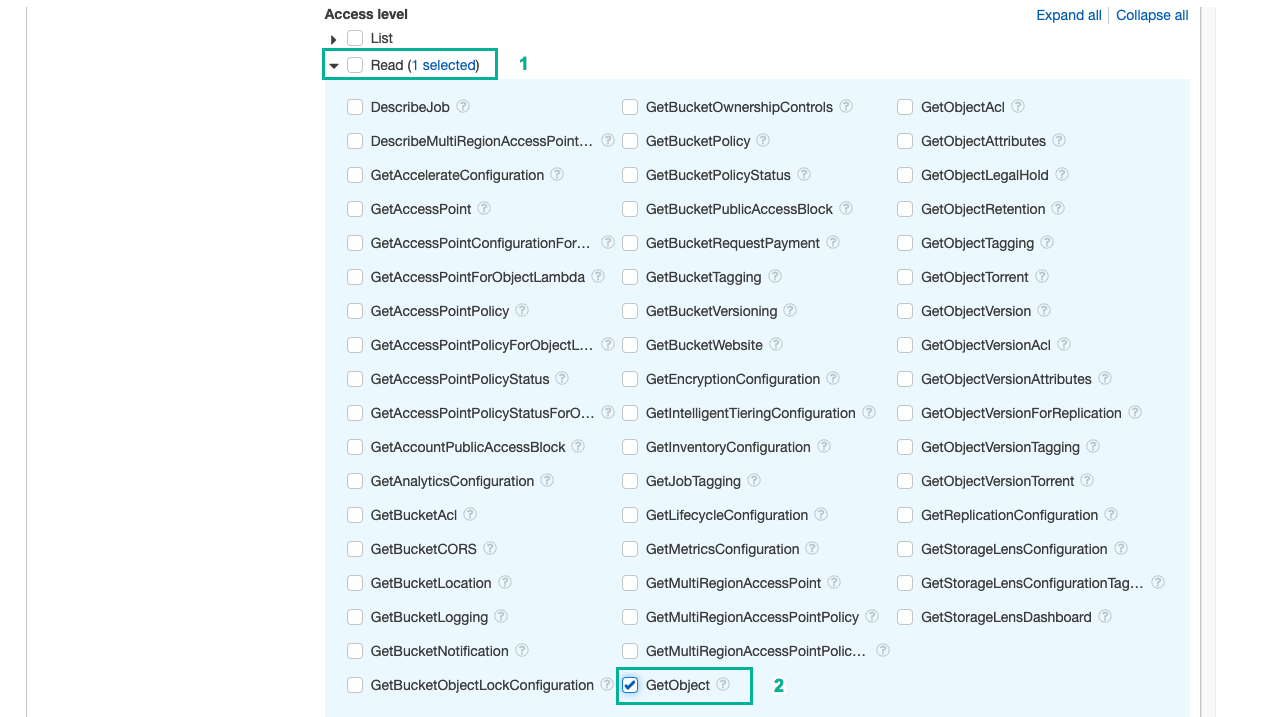 Access level
Expand all Collapse all
List
Read (1 selected)
1
DescribeJob
DescribeMultiRegionAccessPoint...
GetAccelerateConfiguration
GetAccessPoint
GetAccessPointConfigurationFor...
GetAccessPointForObjectLambda
GetAccessPointPolicy
GetAccessPointPolicyForObjectL...
GetAccessPointPolicyStatus
GetAccessPointPolicyStatusForO...
GetAccountPublicAccessBlock
GetAnalyticsConfiguration
GetBucketAcl
GetBucketCORS
GetBucketLocation
GetBucketLogging
GetBucketNotification
GetBucketObjectLockConfiguration
GetBucketOwnershipControls
GetBucketPolicy
GetBucketPolicyStatus
GetBucketPublicAccessBlock
GetBucketRequestPayment
GetBucketTagging
GetBucketVersioning
GetBucketWebsite
GetEncryptionConfiguration
GetIntelligentTieringConfiguration
GetInventoryConfiguration
GetJobTagging
GetLifecycleConfiguration
GetMetricsConfiguration
GetMultiRegionAccessPoint
GetMultiRegionAccessPointPolicy
GetMultiRegionAccessPointPolic...
GetObject
2
GetObjectAcl
GetObjectAttributes
GetObjectLegalHold
GetObjectRetention
GetObjectTagging
GetObjectTorrent
GetObjectVersion
GetObjectVersionAcl
GetObjectVersionAttributes
GetObjectVersionForReplication
GetObjectVersionTagging
GetObjectVersionTorrent
GetReplicationConfiguration
GetStorageLensConfiguration
GetStorageLensConfigurationTag...
GetStorageLensDashboard